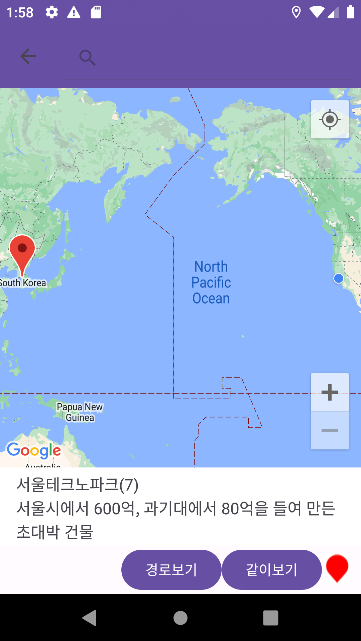 1:58
North
Pacific
Ocean
South Korea
Papua New
Guinea
Google
Australia
서울테크노파크(7)
서울시에서 600억, 과기대에서 80억을 들여 만든
초대박 건물
경로보기
같이보기